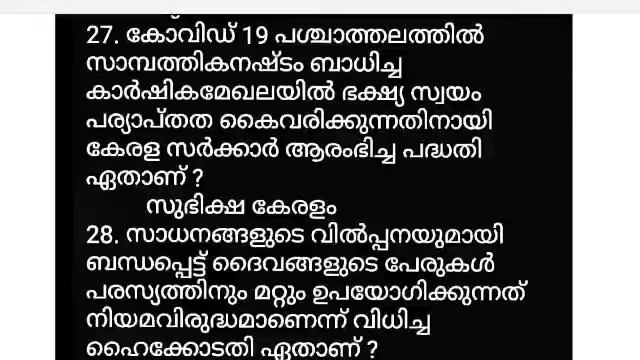 27. കോവിഡ് 19 പശ്ചാത്തലത്തിൽ
സാമ്പത്തികനഷ്ടം ബാധിച്ച
കാർഷികമേഖലയിൽ ഭക്ഷ്യ സ്വയം
പര്യാപ്തത കൈവരിക്കുന്നതിനായി
കേരള സർക്കാർ ആരംഭിച്ച പദ്ധതി
ഏതാണ് ?
സുഭിക്ഷ കേരളം
28. സാധനങ്ങളുടെ വിൽപ്പനയുമായി
ബന്ധപ്പെട്ട് ദൈവങ്ങളുടെ പേരുകൾ
പരസ്യത്തിനും മറ്റും ഉപയോഗിക്കുന്നത്
നിയമവിരുദ്ധമാണെന്ന് വിധിച്ച
ഹൈക്കോടതി ഏതാണ് ?